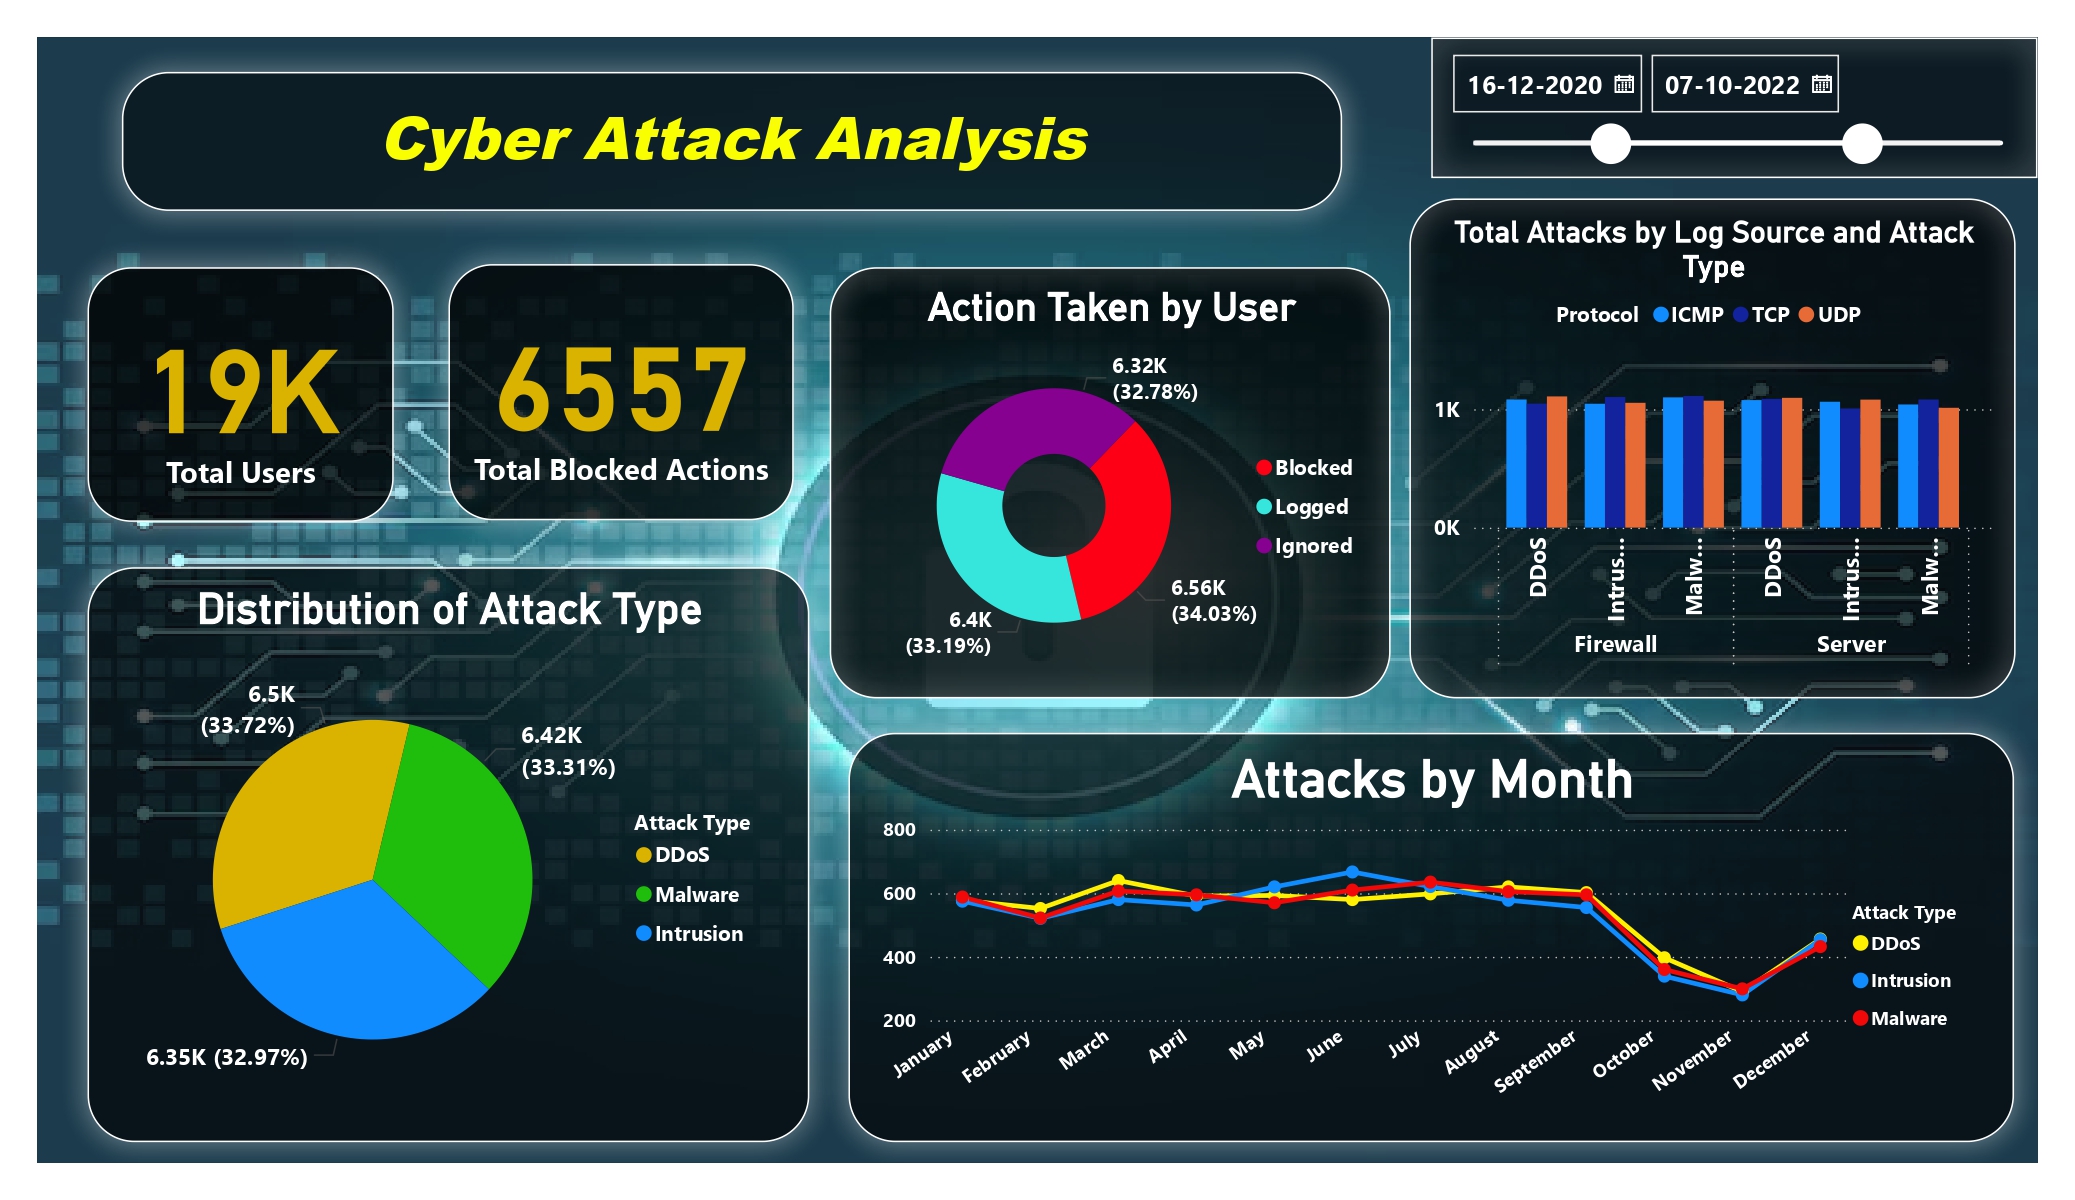 Cyber Attack Analysis
16-12-2020
07-10-2022
19K
Total Users
6557
Total Blocked Actions
Action Taken by User
6.32K
(32.78%)
6.56K
(34.03%)
6.4K
(33.19%)
Blocked
Logged
Ignored
Total Attacks by Log Source and Attack
Type
Protocol ICMP TCP UDP
1K
0K
DDoS
Intrus...
Malw...
DDoS
Intrus...
Malw...
Firewall
Server
Distribution of Attack Type
6.5K
(33.72%)
6.42K
(33.31%)
6.35K (32.97%)
Attack Type
DDoS
Malware
Intrusion
Attacks by Month
800
600
400
200
January
February
March
April
May
June
July
August
September
October
November
December
Attack Type
DDoS
Intrusion
Malware